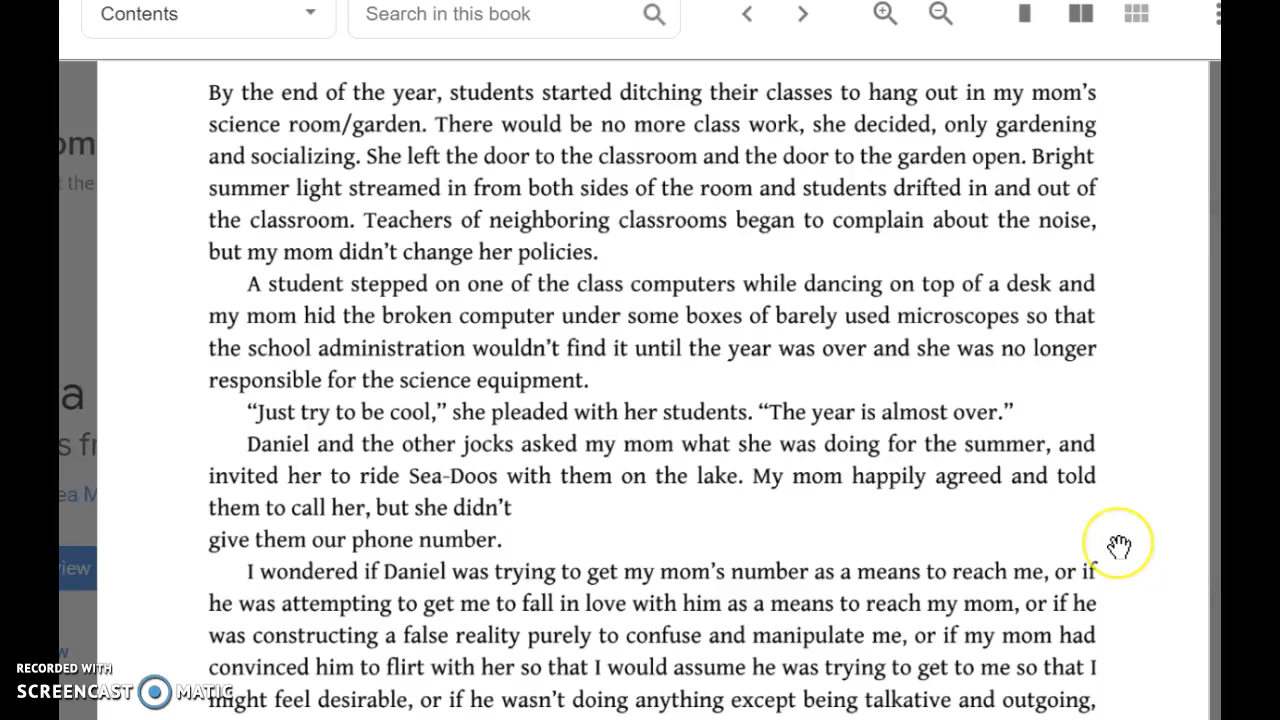 Contents
Search in this book
By the end of the year, students started ditching their classes to hang out in my mom's
science room/garden. There would be no more class work, she decided, only gardening
and socializing. She left the door to the classroom and the door to the garden open. Bright
summer light streamed in from both sides of the room and students drifted in and out of
the classroom. Teachers of neighboring classrooms began to complain about the noise,
but my mom didn't change her policies.
A student stepped on one of the class computers while dancing on top of a desk and
my mom hid the broken computer under some boxes of barely used microscopes so that
the school administration wouldn't find it until the year was over and she was no longer
responsible for the science equipment.
“Just try to be cool,” she pleaded with her students. “The year is almost over.”
Daniel and the other jocks asked my mom what she was doing for the summer, and
invited her to ride Sea-Doos with them on the lake. My mom happily agreed and told
them to call her, but she didn't
give them our phone number.
I wondered if Daniel was trying to get my mom's number as a means to reach me, or if
he was attempting to get me to fall in love with him as a means to reach my mom, or if he
was constructing a false reality purely to confuse and manipulate me, or if my mom had
convinced him to flirt with her so that I would assume he was trying to get to me so that I
might feel desirable, or if he wasn't doing anything except being talkative and outgoing,
om
t the
a
s fr
ea M
view
w
RECORDED WITH
SCREENCAST MATIC